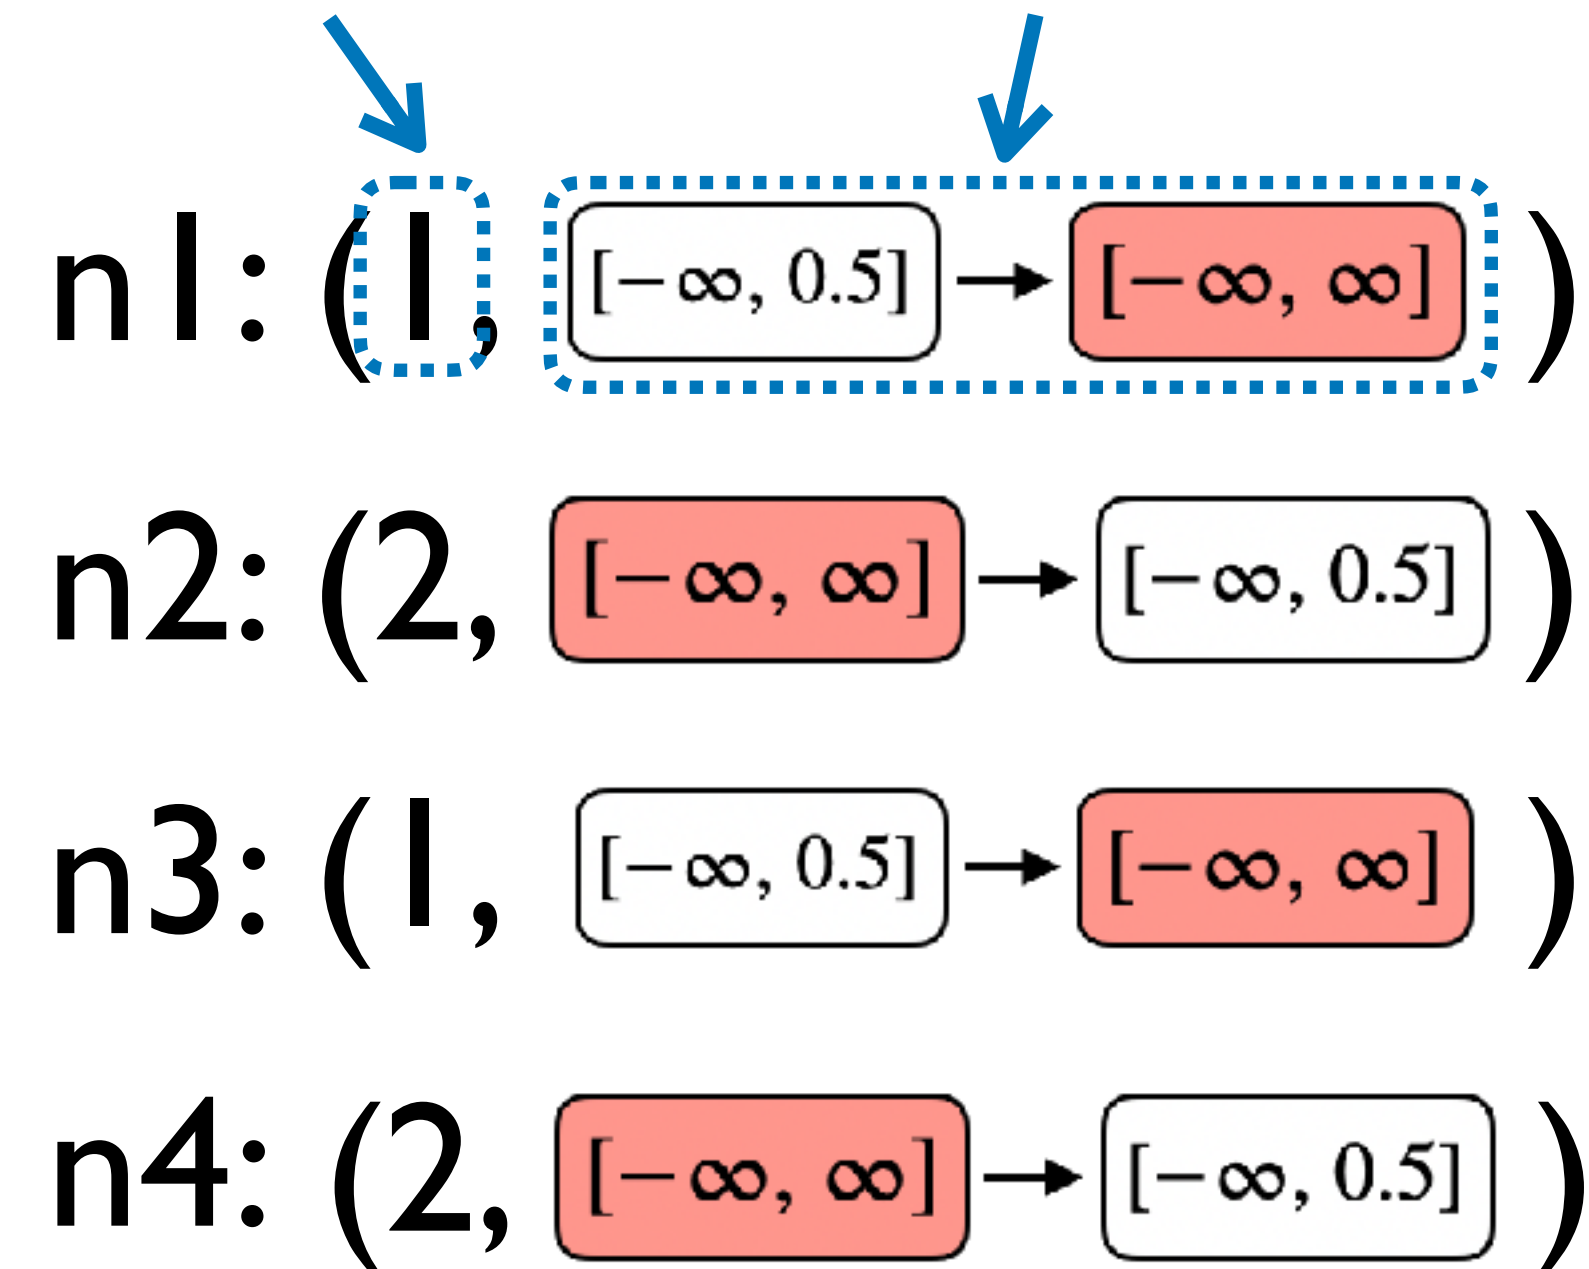 n1: (1, [−∞, 0.5] → [−∞, ∞] )
n2: (2, [−∞, ∞] → [−∞, 0.5] )
n3: (1, [−∞, 0.5] → [−∞, ∞] )
n4: (2, [−∞, ∞] → [−∞, 0.5] )